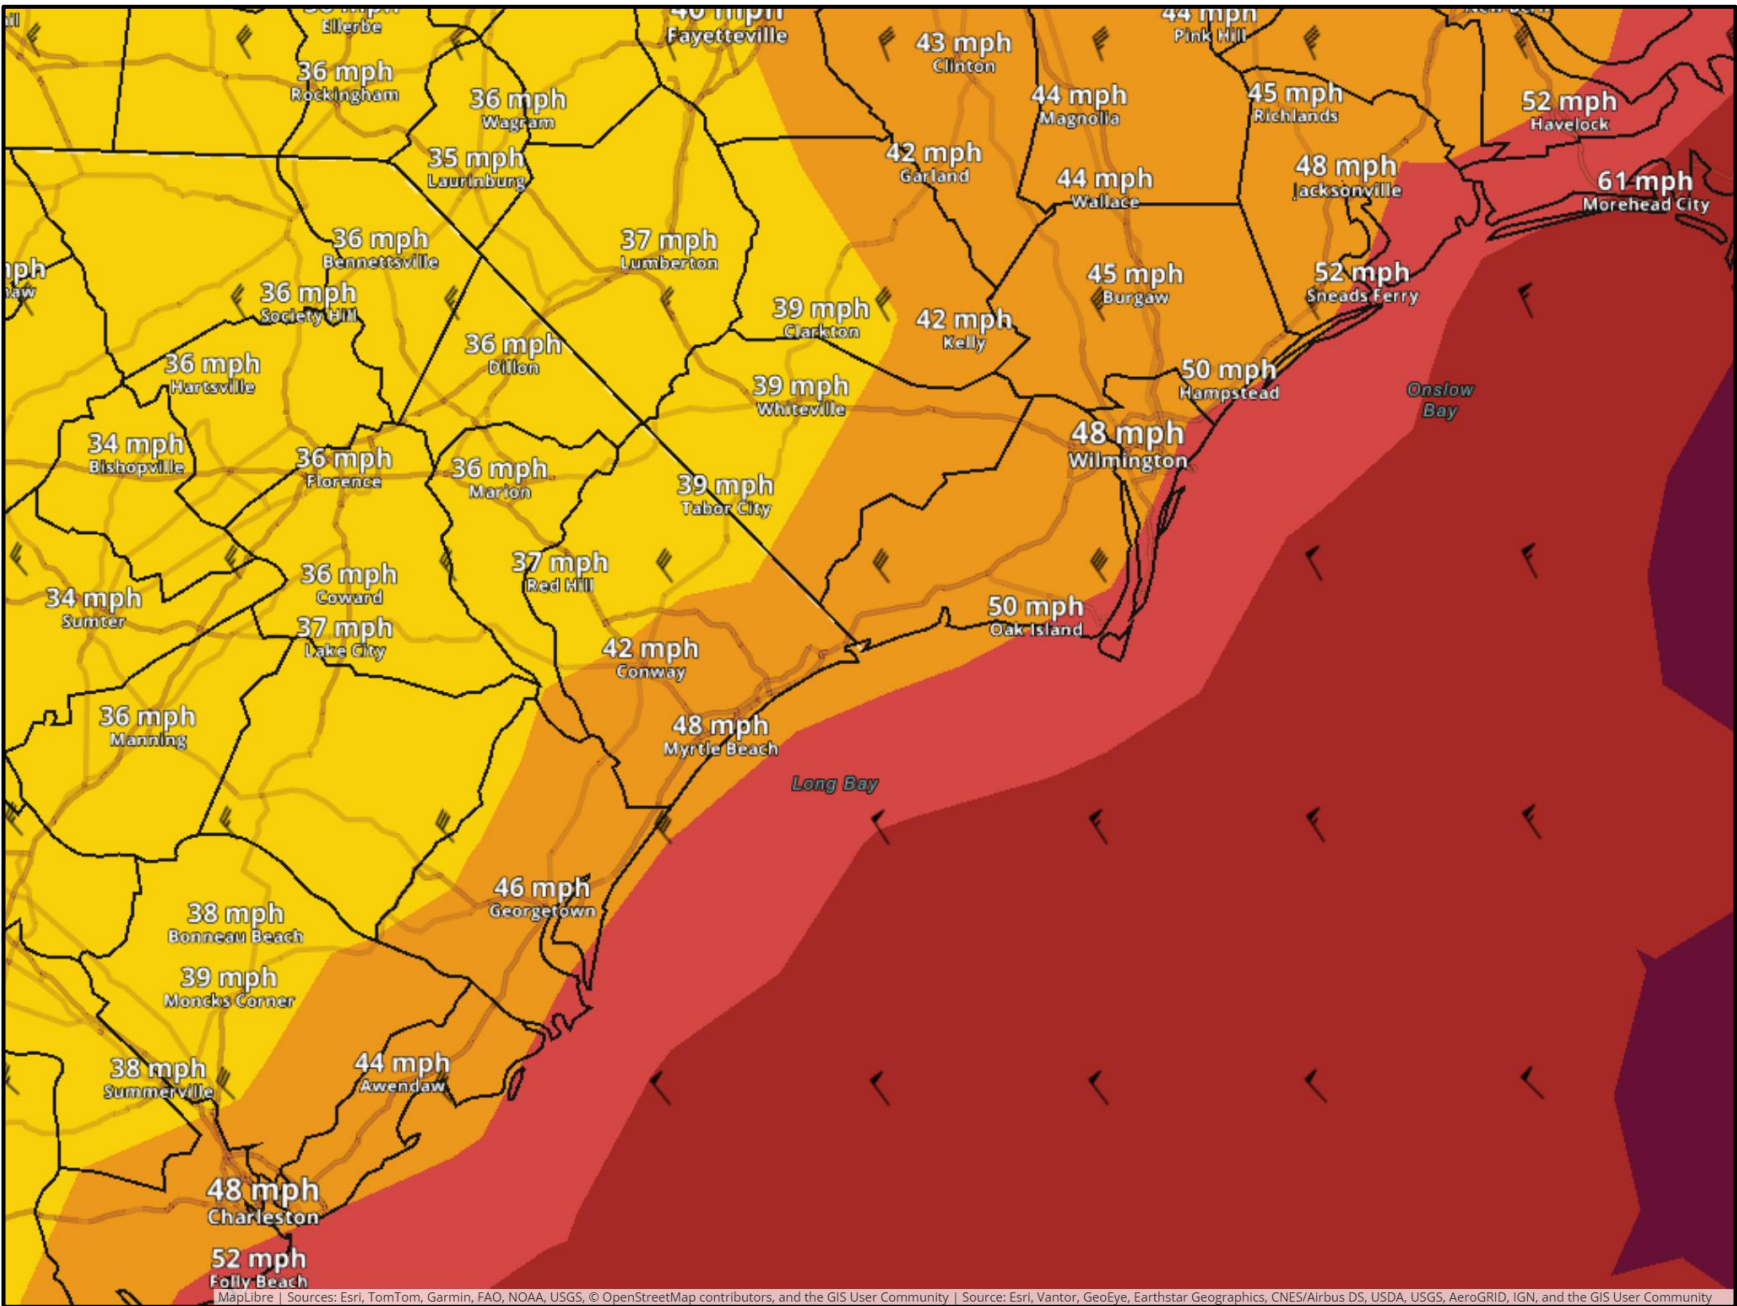 Ellerbe
40 mph
Fayetteville
43 mph
Clinton
44 mph
Pink Hill
36 mph
Rockingham
36 mph
Wagram
44 mph
Magnolia
45 mph
Richlands
52 mph
Havelock
35 mph
Laurinburg
42 mph
Garland
44 mph
Wallace
48 mph
Jacksonville
61 mph
Morehead City
36 mph
Bennettsville
37 mph
Lumberton
mph
aw
36 mph
Society Hill
39 mph
Clarkton
42 mph
Kelly
45 mph
Burgaw
52 mph
Sneads Ferry
36 mph
Hartsville
36 mph
Dillon
39 mph
Whiteville
50 mph
Hampstead
Onslow
Bay
34 mph
Bishopville
36 mph
Florence
36 mph
Marion
39 mph
Tabor City
48 mph
Wilmington
34 mph
Sumter
36 mph
Coward
37 mph
Red Hill
50 mph
Oak Island
37 mph
Lake City
42 mph
Conway
36 mph
Manning
48 mph
Myrtle Beach
Long Bay
38 mph
Bonneau Beach
46 mph
Georgetown
39 mph
Moncks Corner
38 mph
Summerville
44 mph
Awendaw
48 mph
Charleston
52 mph
Folly Beach
MapLibre | Sources: Esri, TomTom, Garmin, FAO, NOAA, USGS, © OpenStreetMap contributors, and the GIS User Community | Source: Esri, Vantor, GeoEye, Earthstar Geographics, CNES/Airbus DS, USDA, USGS, AeroGRID, IGN, and the GIS User Community